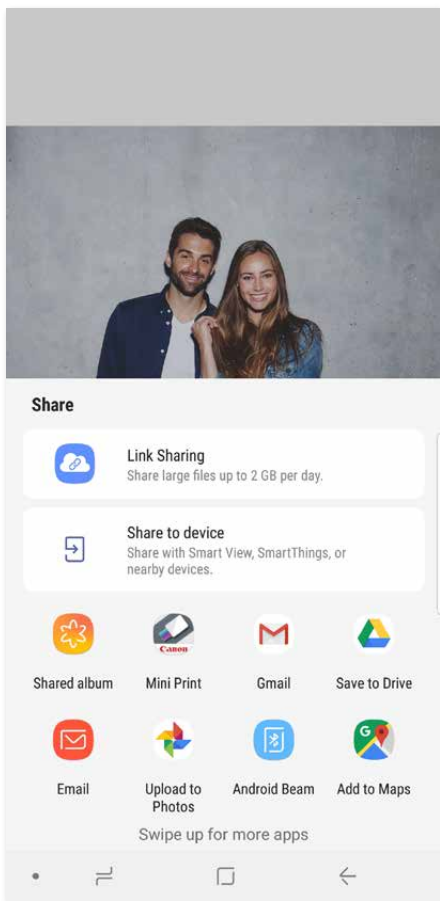 Share
Link Sharing
Share large files up to 2 GB per day.
Share to device
Share with Smart View, SmartThings, or
nearby devices.
Canon
Shared album
Mini Print
Gmail
Save to Drive
G
Email
Upload to
Photos
Android Beam
Add to Maps
Swipe up for more apps